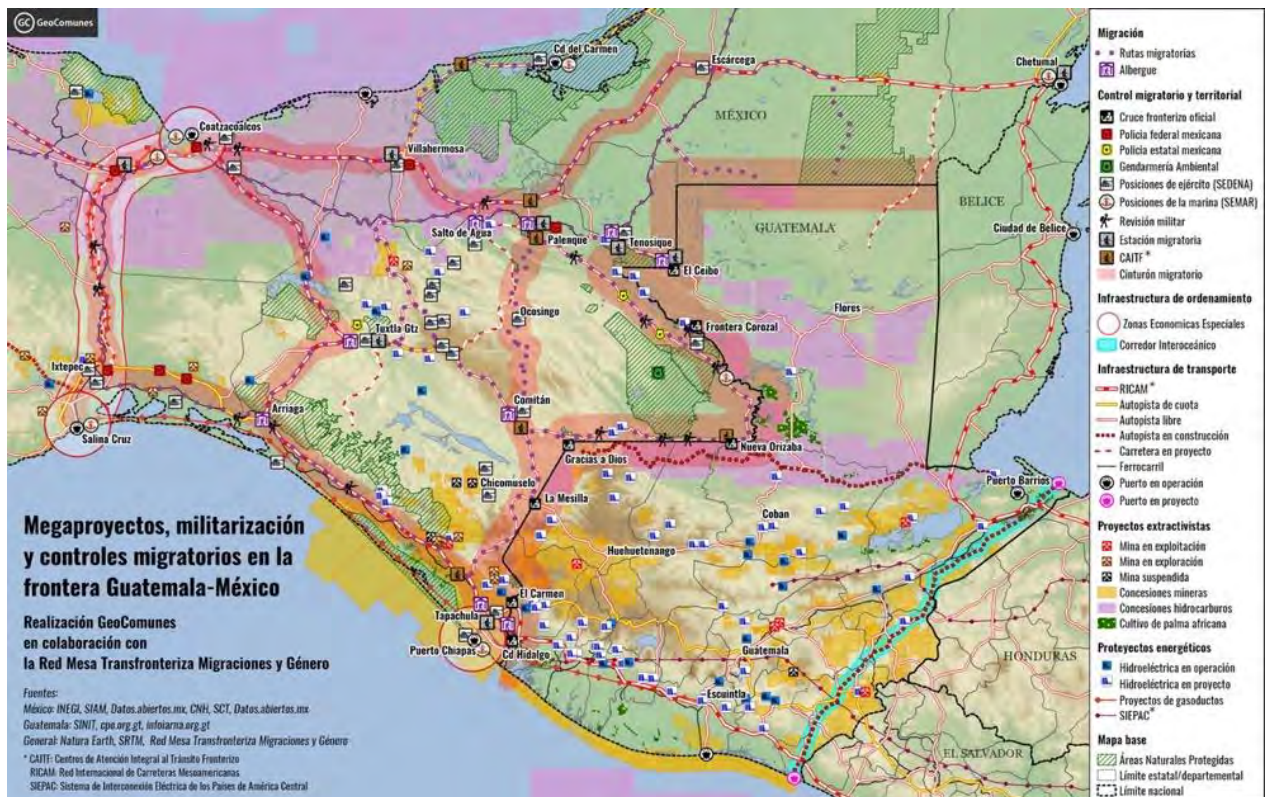 GC GeoComunes
Cd del Carmen
Escárcega
Chetumal
MÉXICO
Coatzacoalcos
Villahermosa
BELICE
GUATEMALA
Ciudad de Belice
Salto de Agua
Palenque
Tenosique
El Ceibo
Flores
Ocosingo
Tuxtla Gtz
Frontera Corozal
Ixtepec
Comitán
Arriaga
Salina Cruz
Nueva Orizaba
Gracias a Dios
Puerto Barrios
Chicomuselo
La Mesilla
Coban
Huehuetenango
El Carmen
Tapachula
Puerto Chiapas
Cd Hidalgo
Guatemala
HONDURAS
Escuintla
EL SALVADOR
Megaproyectos, militarización
y controles migratorios en la
frontera Guatemala-México
Realización GeoComunes
en colaboración con
la Red Mesa Transfronteriza Migraciones y Género
Fuentes:
México: INEGI, SIAM, Datos.abiertos.mx, CNH, SCT, Datos.abiertos.mx
Guatemala: SINIT, cpo.org.gt, infoiarna.org.gt
General: Natura Earth, SRTM, Red Mesa Transfronteriza Migraciones y Género
* CAITF: Centros de Atención Integral al Tránsito Fronterizo
RICAM: Red Internacional de Carreteras Mesoamericanas
SIEPAC: Sistema de Interconexión Eléctrica de los Países de América Central
Migración
Rutas migratorias
Albergue
Control migratorio y territorial
Cruce fronterizo oficial
Policia federal mexicana
Policia estatal mexicana
Gendarmería Ambiental
Posiciones de ejército (SEDENA)
Posiciones de la marina (SEMAR)
Revisión militar
Estación migratoria
CAITF*
Cinturón migratorio
Infraestructura de ordenamiento
Zonas Economicas Especiales
Corredor Interoceánico
Infraestructura de transporte
RICAM*
Autopista de cuota
Autopista libre
Autopista en construcción
Carretera en proyecto
Ferrocarril
Puerto en operación
Puerto en proyecto
Proyectos extractivistas
Mina en exploitación
Mina en exploración
Mina suspendida
Concesiones mineras
Concesiones hidrocarburos
Cultivo de palma africana
Proteyectos energéticos
Hidroeléctrica en operación
Hidroeléctrica en projecto
Proyectos de gasoductos
SIEPAC*
Mapa base
Áreas Naturales Protegidas
Límite estatal/departemental
Límite nacional